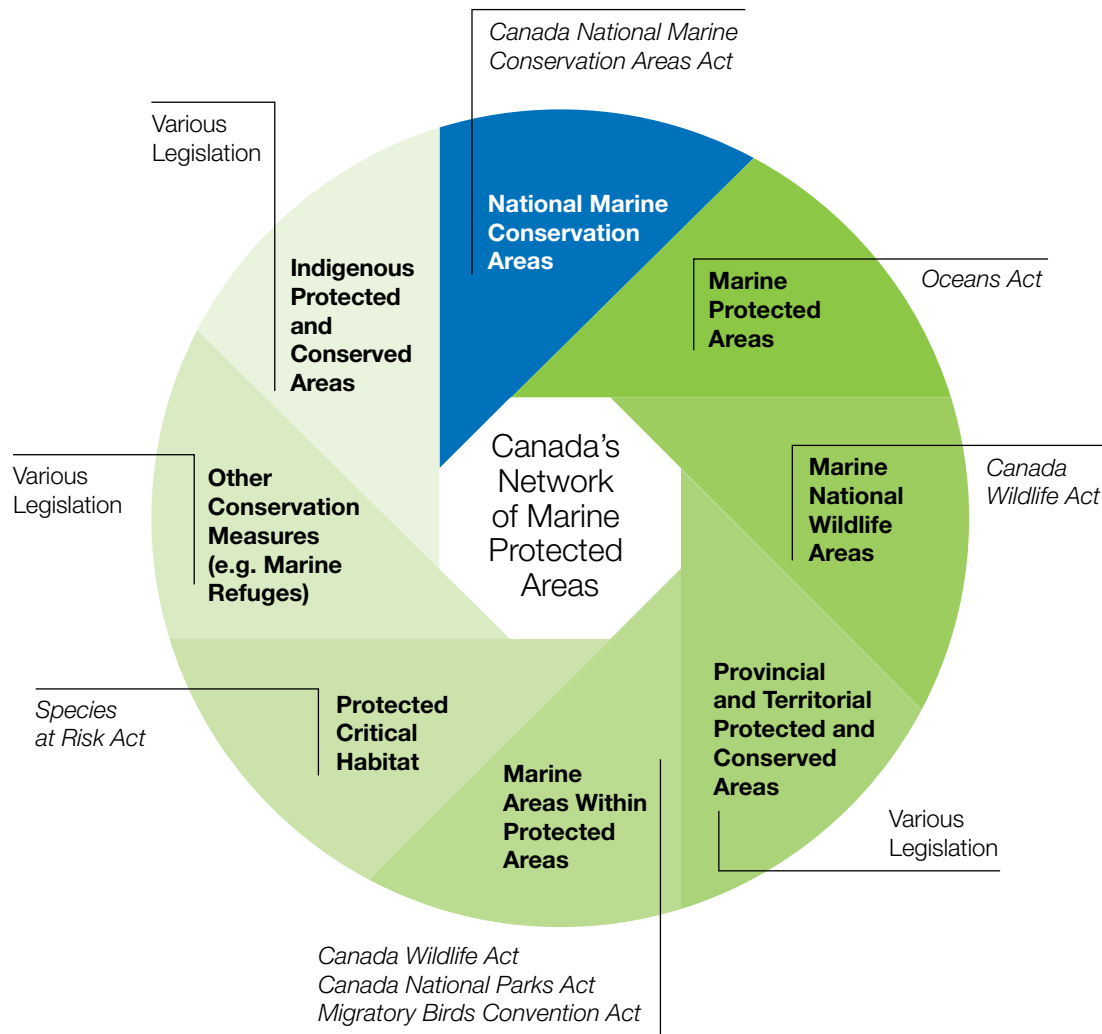 Canada National Marine
Conservation Areas Act
Various
Legislation
National Marine
Conservation
Areas
Indigenous
Protected
and
Conserved
Areas
Marine
Protected
Areas
Oceans Act
Canada's
Network
of Marine
Protected
Areas
Various
Legislation
Other
Conservation
Measures
(e.g. Marine
Refuges)
Marine
National
Wildlife
Areas
Canada
Wildlife Act
Species
at Risk Act
Protected
Critical
Habitat
Marine
Areas Within
Protected
Areas
Provincial
and Territorial
Protected and
Conserved
Areas
Various
Legislation
Canada Wildlife Act
Canada National Parks Act
Migratory Birds Convention Act